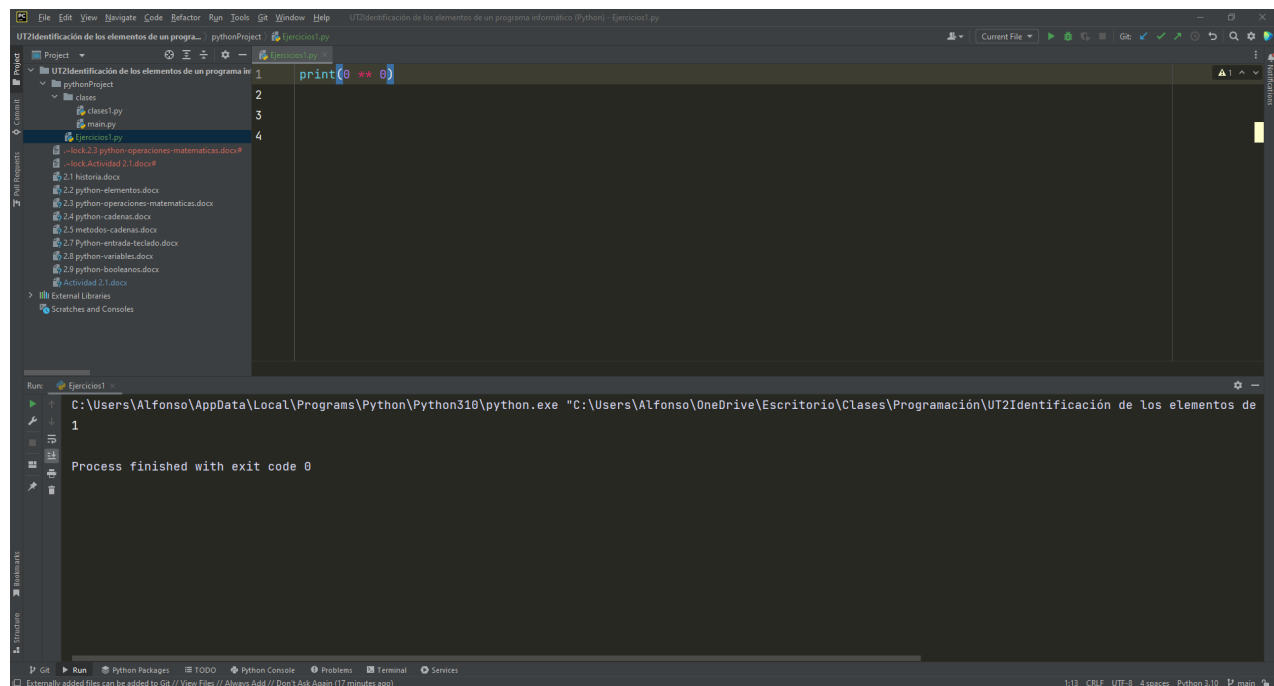 PC File Edit View Navigate Code Refactor Run Tools Git Window Help UT2Identificación de los elementos de un programa informático (Python) - Ejercicios1.py
UT2Identificación de los elementos de un progra... pythonProject Ejercicios1.py Current File Git:
Project Ejercicios1.py
UT2Identificación de los elementos de un programa in
pythonProject
clases
clases1.py
main.py
Ejercicios1.py
.~lock.2.3 python-operaciones-matematicas.docx#
.~lock.Actividad 2.1.docx#
2.1 historia.docx
2.2 python-elementos.docx
2.3 python-operaciones-matematicas.docx
2.4 python-cadenas.docx
2.5 metodos-cadenas.docx
2.7 Python-entrada-teclado.docx
2.8 python-variables.docx
2.9 python-booleanos.docx
Actividad 2.1.docx
External Libraries
Scratches and Consoles
1 print(0 ** 0)
2
3
4
1
Project
Commit
Pull Requests
Bookmarks
Structure
Notifications
Run: Ejercicios1
C:\Users\Alfonso\AppData\Local\Programs\Python\Python310\python.exe "C:\Users\Alfonso\OneDrive\Escritorio\Clases\Programación\UT2Identificación de los elementos de
1
Process finished with exit code 0
Git Run Python Packages TODO Python Console Problems Terminal Services
Externally added files can be added to Git // View Files // Always Add // Don't Ask Again (17 minutes ago) 1:13 CRLF UTF-8 4 spaces Python 3.10 main